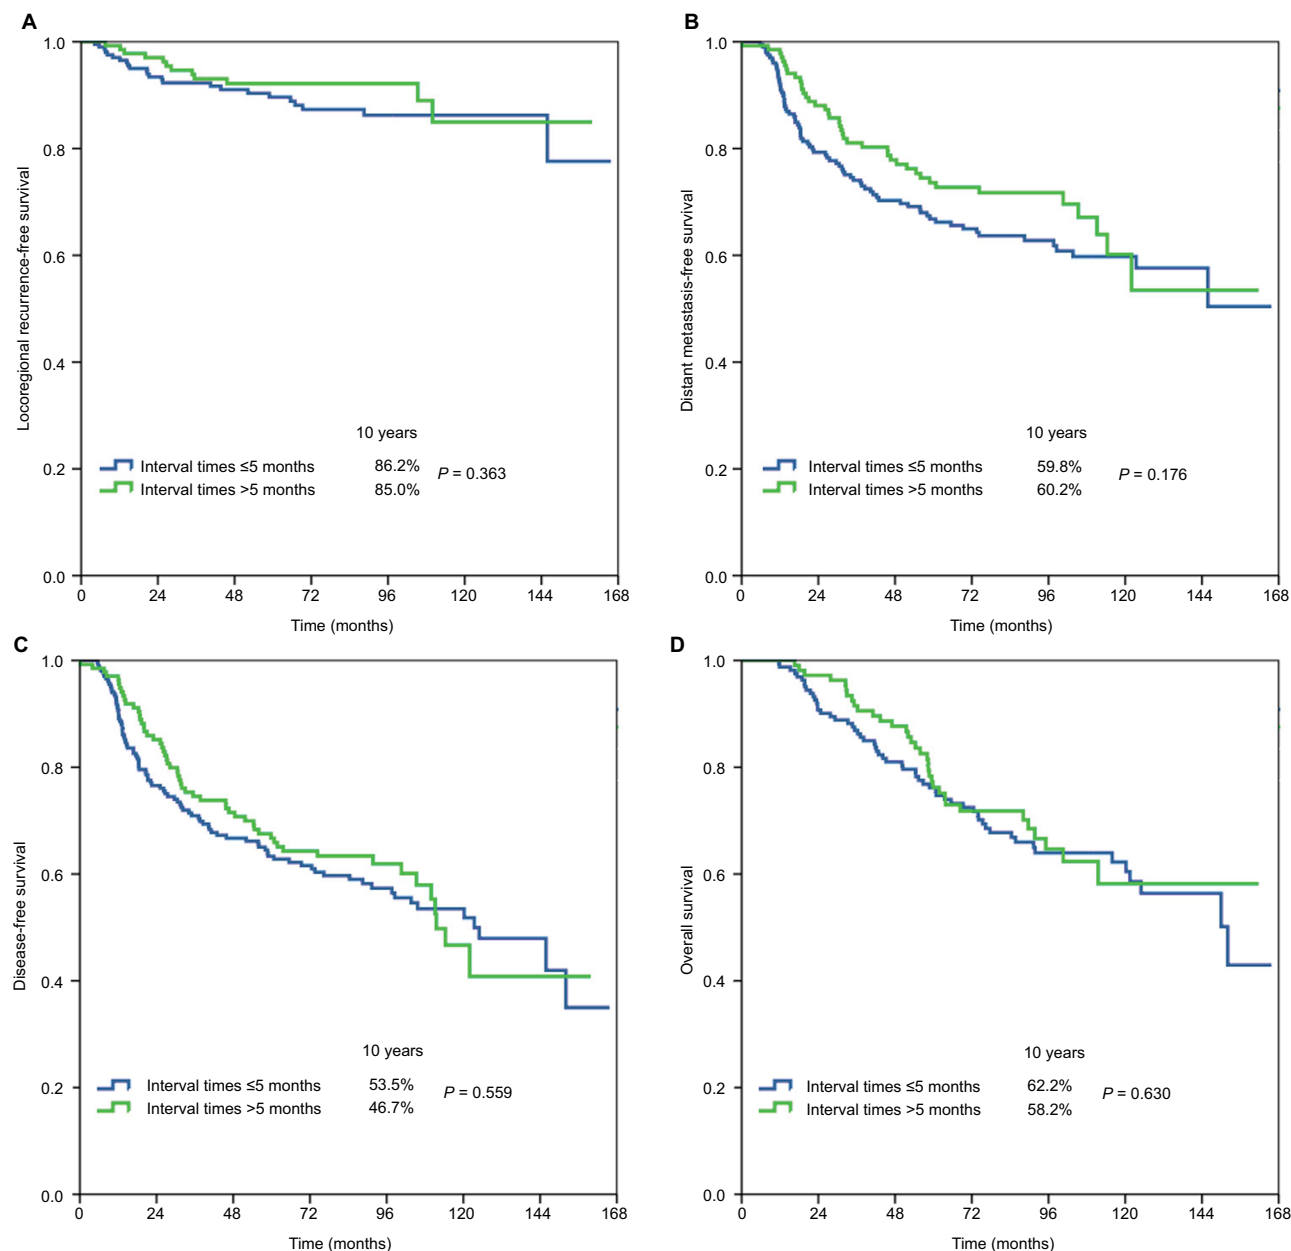 A
Locoregional recurrence-free survival
1.0
0.8
0.6
0.4
0.2
0.0
10 years
Interval times ≤5 months 86.2%
Interval times >5 months 85.0%
P = 0.363
0 24 48 72 96 120 144 168
Time (months)
B
Distant metastasis-free survival
1.0
0.8
0.6
0.4
0.2
0.0
10 years
Interval times ≤5 months 59.8%
Interval times >5 months 60.2%
P = 0.176
0 24 48 72 96 120 144 168
Time (months)
C
Disease-free survival
1.0
0.8
0.6
0.4
0.2
0.0
10 years
Interval times ≤5 months 53.5%
Interval times >5 months 46.7%
P = 0.559
0 24 48 72 96 120 144 168
Time (months)
D
Overall survival
1.0
0.8
0.6
0.4
0.2
0.0
10 years
Interval times ≤5 months 62.2%
Interval times >5 months 58.2%
P = 0.630
0 24 48 72 96 120 144 168
Time (months)